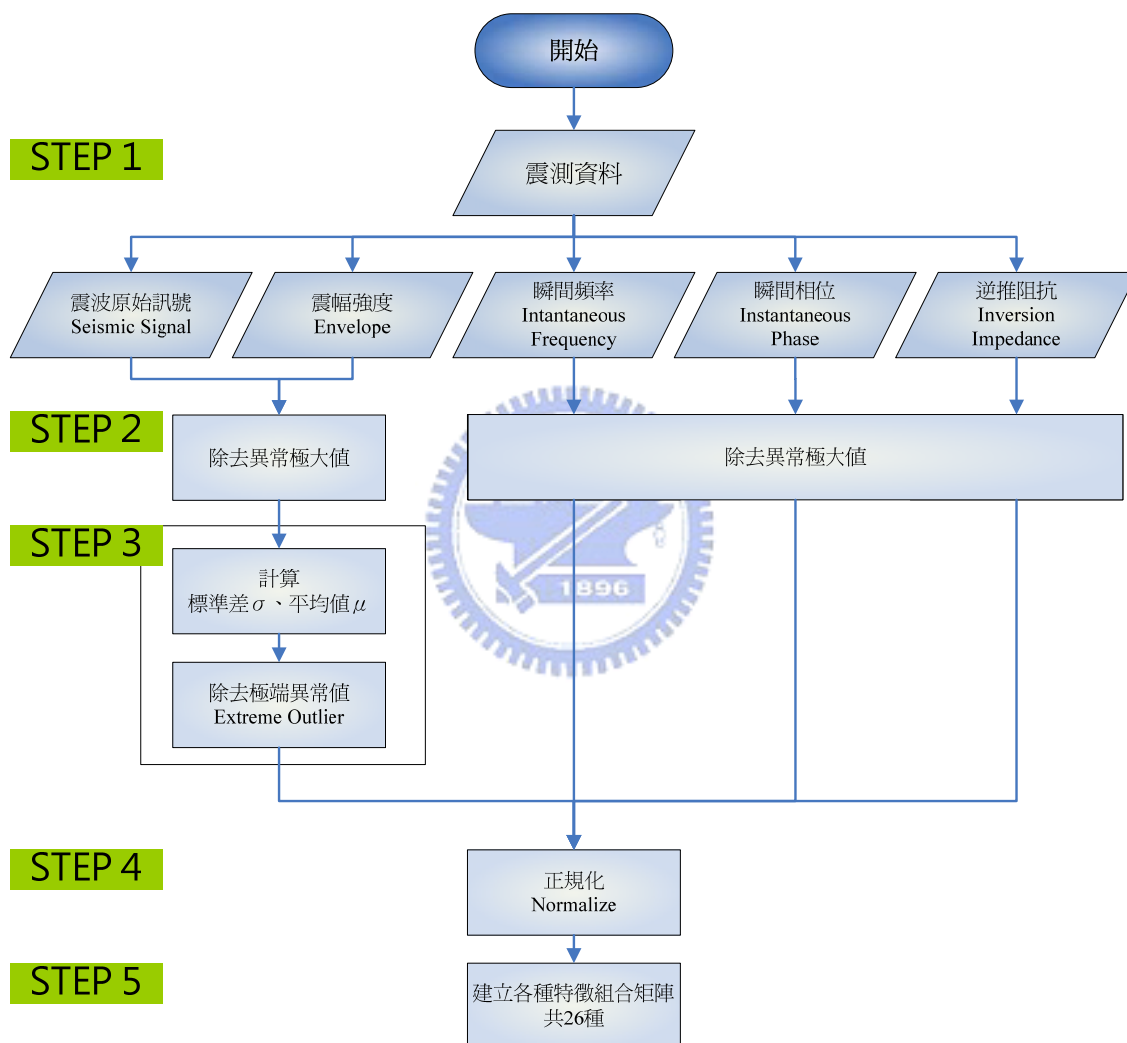 開始
STEP 1
震測資料
震波原始訊號
Seismic Signal
震幅強度
Envelope
瞬間頻率
Intantaneous
Frequency
瞬間相位
Instantaneous
Phase
逆推阻抗
Inversion
Impedance
STEP 2
除去異常極大值
除去異常極大值
STEP 3
計算
標準差σ、平均值μ
1896
除去極端異常值
Extreme Outlier
STEP 4
正規化
Normalize
STEP 5
建立各種特徵組合矩陣
共26種